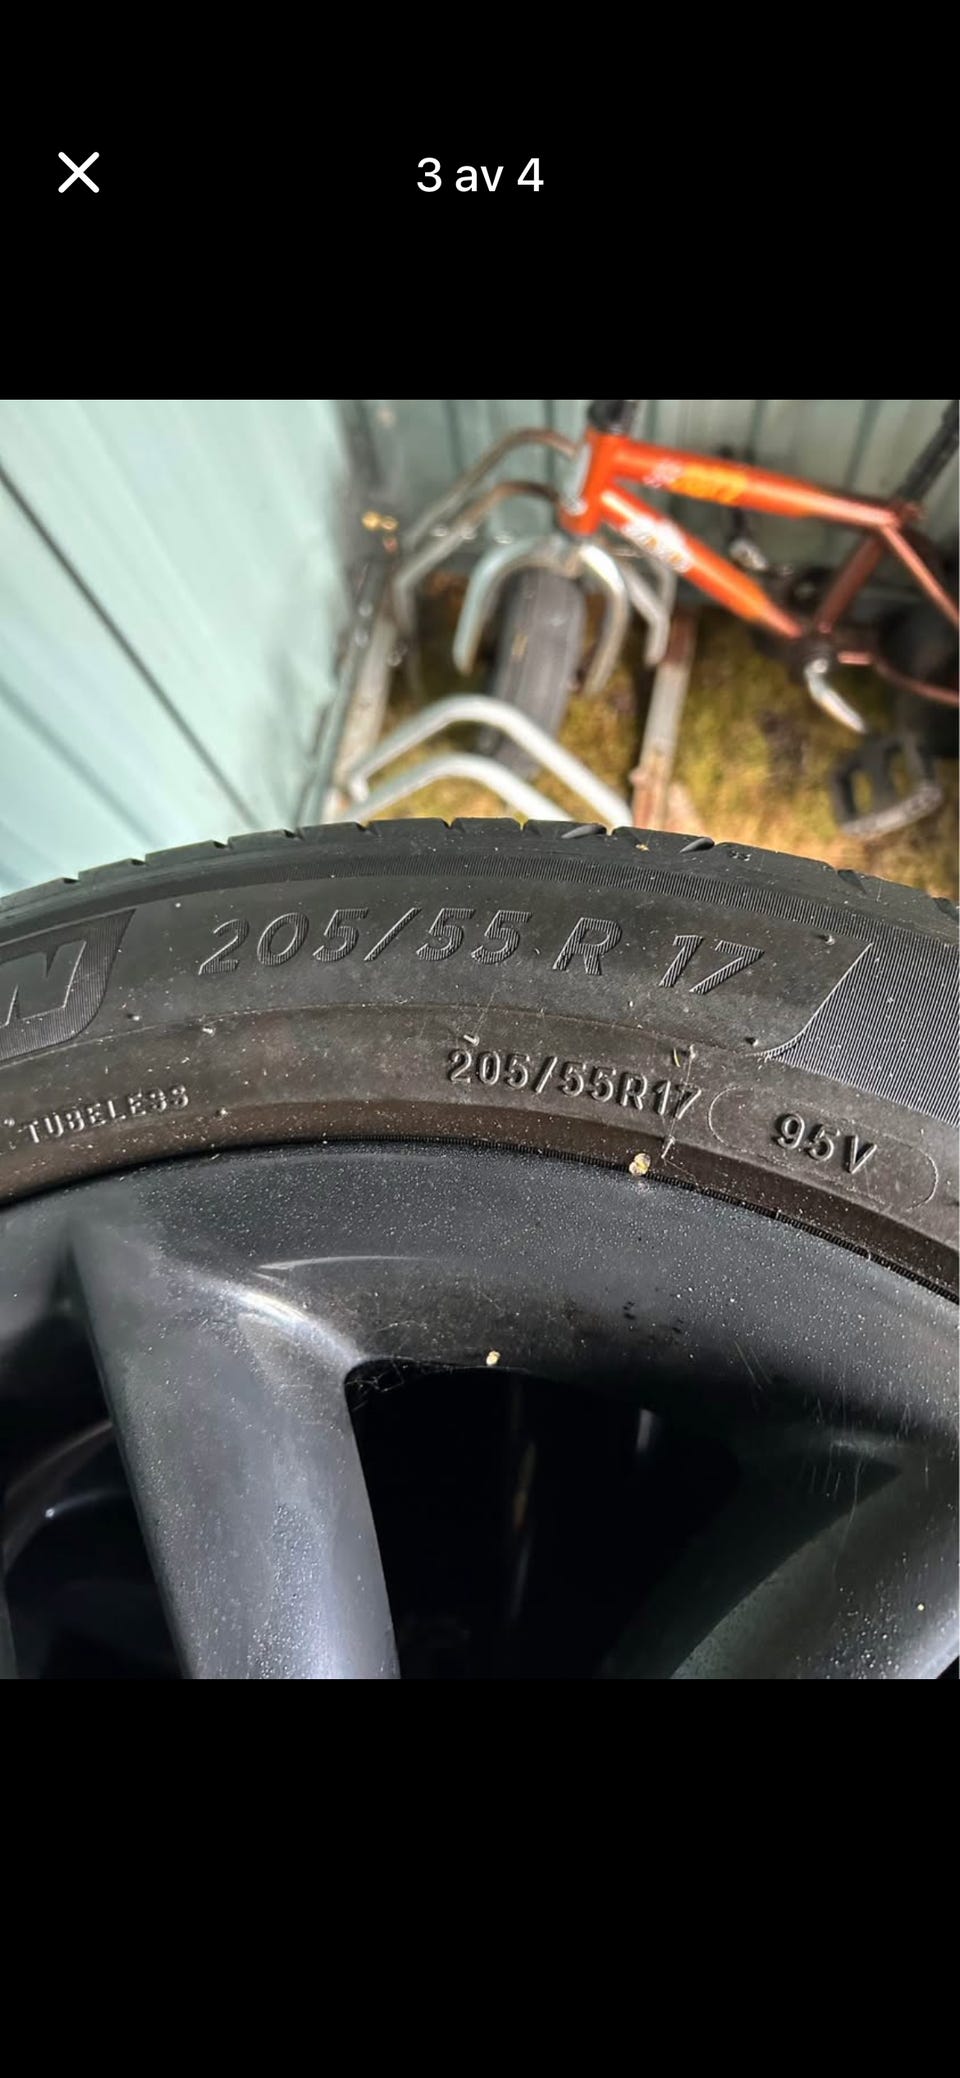 3 av 4
205/55 R 17
205/55R17 95V
TUBELESS